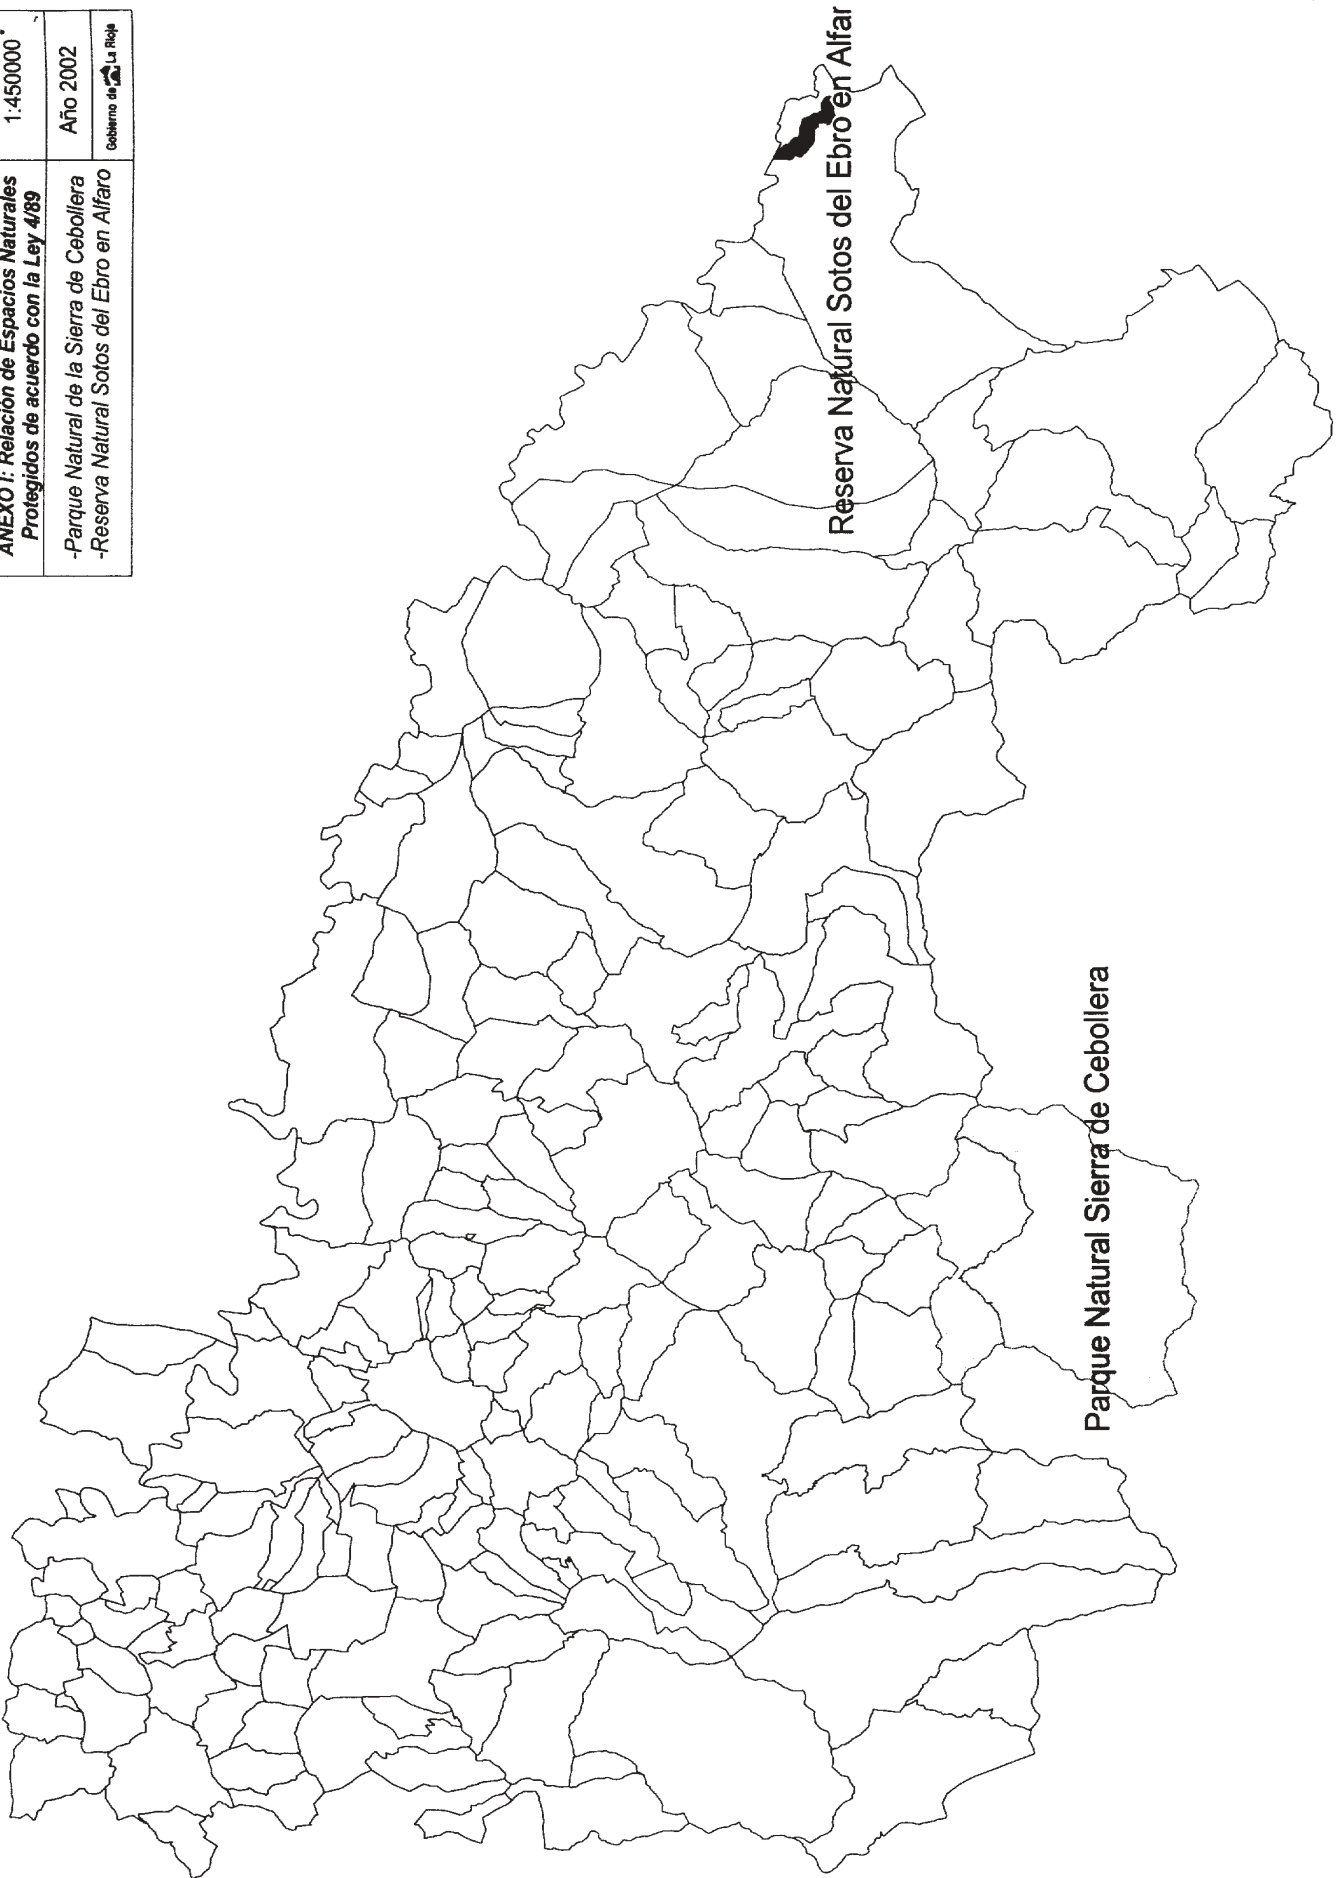 ANEXO I: Relación de Espacios Naturales
Protegidos de acuerdo con la Ley 4/89
1:450000
-Parque Natural de la Sierra de Cebollera
-Reserva Natural Sotos del Ebro en Alfaro
Año 2002
Gobierno de La Rioja
Reserva Natural Sotos del Ebro en Alfar
Parque Natural Sierra de Cebollera